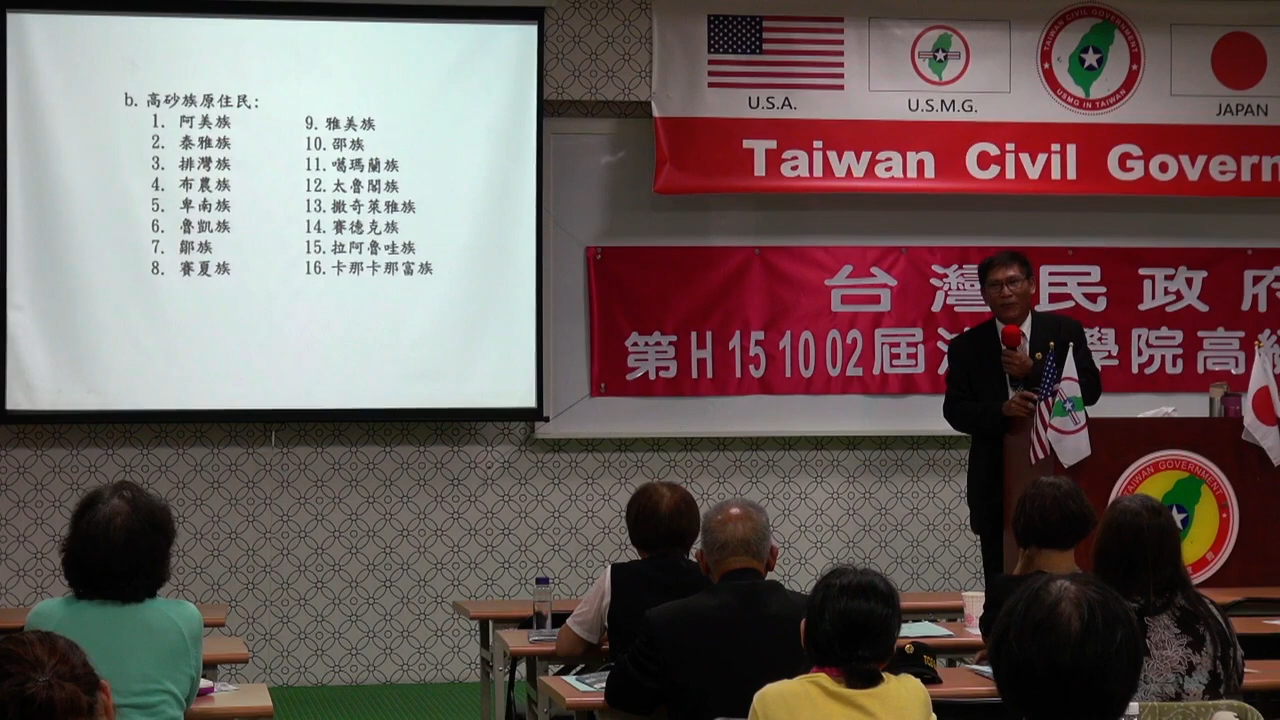 b. 高砂族原住民:
1. 阿美族
2. 泰雅族
3. 排灣族
4. 布農族
5. 卑南族
6. 魯凱族
7. 鄒族
8. 賽夏族
9. 雅美族
10. 邵族
11. 噶瑪蘭族
12. 太魯閣族
13. 撒奇萊雅族
14. 賽德克族
15. 拉阿魯哇族
16. 卡那卡那富族
U.S.A.
U.S.M.G.
TAIWAN CIVIL GOVERNMENT
USMG IN TAIWAN
JAPAN
Taiwan Civil Govern
台灣民政府
第H 15 10 02屆 學院高
TAIWAN GOVERNMENT